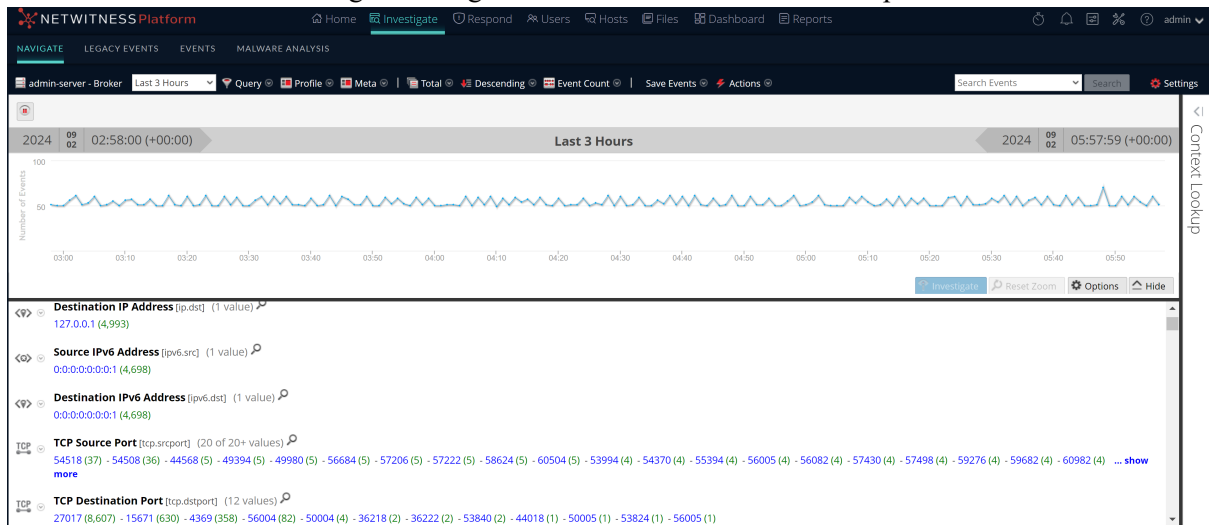 NETWITNESS Platform
Home Investigate Respond Users Hosts Files Dashboard Reports
admin
NAVIGATE LEGACY EVENTS EVENTS MALWARE ANALYSIS
admin-server - Broker Last 3 Hours Query Profile Meta | Total Descending Event Count | Save Events Actions Search Events Search Settings
2024 09 02 02:58:00 (+00:00) Last 3 Hours 2024 09 02 05:57:59 (+00:00)
Context Lookup
Number of Events
100
50
03:00 03:10 03:20 03:30 03:40 03:50 04:00 04:10 04:20 04:30 04:40 04:50 05:00 05:10 05:20 05:30 05:40 05:50
Investigate Reset Zoom Options Hide
Destination IP Address [ip.dst] (1 value)
127.0.0.1 (4,993)
Source IPv6 Address [ipv6.src] (1 value)
0:0:0:0:0:0:0:1 (4,698)
Destination IPv6 Address [ipv6.dst] (1 value)
0:0:0:0:0:0:0:1 (4,698)
TCP TCP Source Port [tcp.srcport] (20 of 20+ values)
54518 (37) - 54508 (36) - 44568 (5) - 49394 (5) - 49980 (5) - 56684 (5) - 57206 (5) - 57222 (5) - 58624 (5) - 60504 (5) - 53994 (4) - 54370 (4) - 55394 (4) - 56005 (4) - 56082 (4) - 57430 (4) - 57498 (4) - 59276 (4) - 59682 (4) - 60982 (4) ... show
more
TCP TCP Destination Port [tcp.dstport] (12 values)
27017 (8,607) - 15671 (630) - 4369 (358) - 56004 (82) - 50004 (4) - 36218 (2) - 36222 (2) - 53840 (2) - 44018 (1) - 50005 (1) - 53824 (1) - 56005 (1)